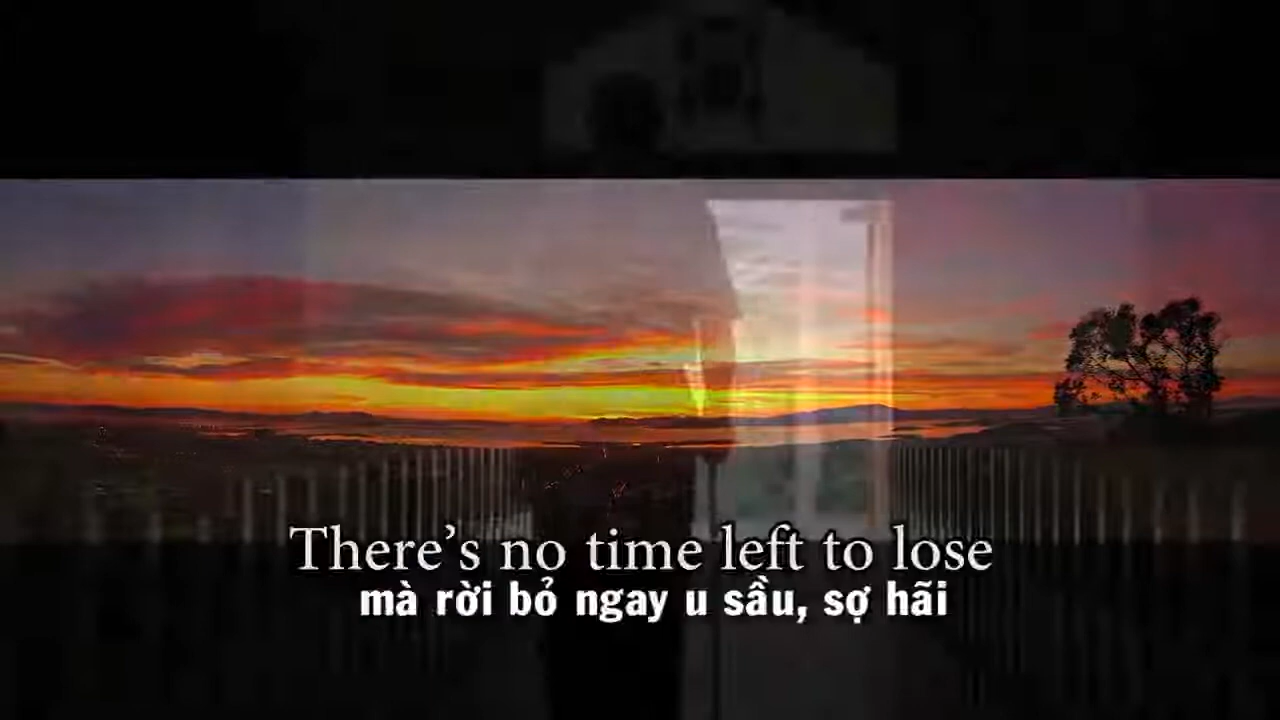 There's no time left to lose
mà rời bỏ ngay u sầu, sợ hãi